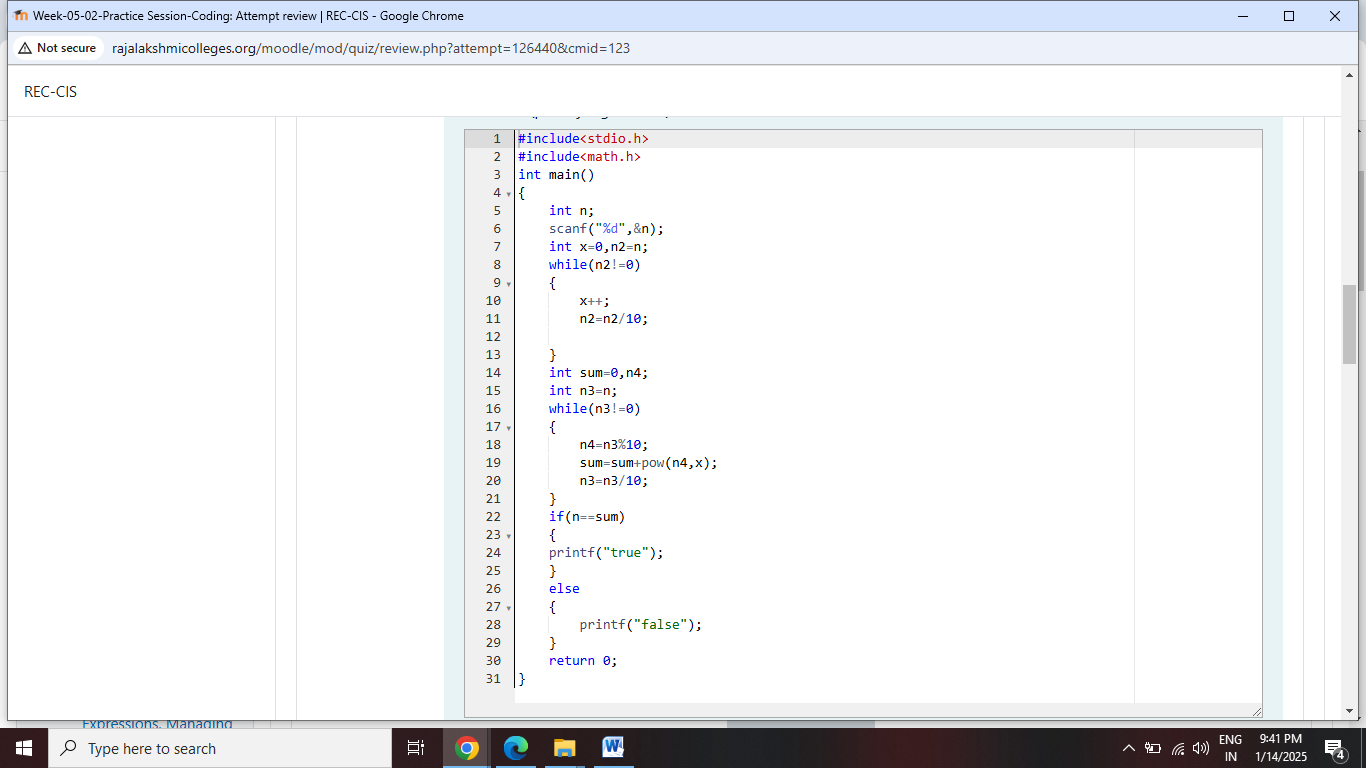 Week-05-02-Practice Session-Coding: Attempt review | REC-CIS - Google Chrome
Not secure rajalakshmicolleges.org/moodle/mod/quiz/review.php?attempt=126440&cmid=123
REC-CIS
1 #include<stdio.h>
2 #include<math.h>
3 int main()
4 {
5 int n;
6 scanf("%d",&n);
7 int x=0,n2=n;
8 while(n2!=0)
9 {
10 x++;
11 n2=n2/10;
12
13 }
14 int sum=0,n4;
15 int n3=n;
16 while(n3!=0)
17 {
18 n4=n3%10;
19 sum=sum+pow(n4,x);
20 n3=n3/10;
21 }
22 if(n==sum)
23 {
24 printf("true");
25 }
26 else
27 {
28 printf("false");
29 }
30 return 0;
31 }
Expressions, Managing
Type here to search
ENG
IN
9:41 PM
1/14/2025
4